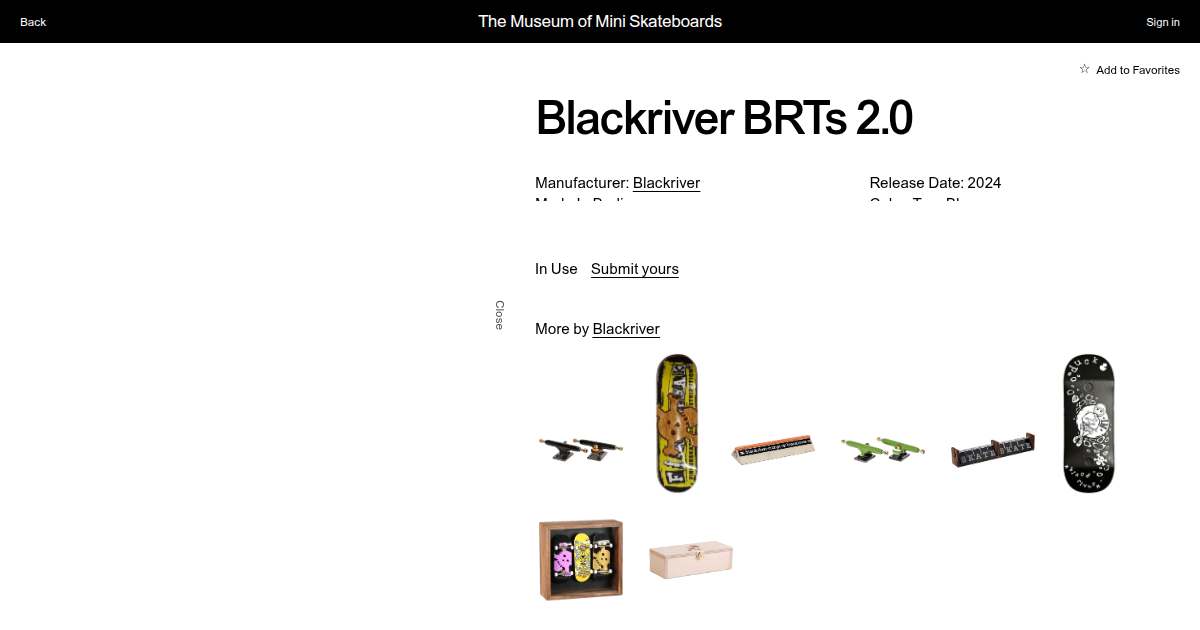 Back
The Museum of Mini Skateboards
Sign in
☆ Add to Favorites
Blackriver BRTs 2.0
Manufacturer: Blackriver
Release Date: 2024
In Use Submit yours
Close
More by Blackriver